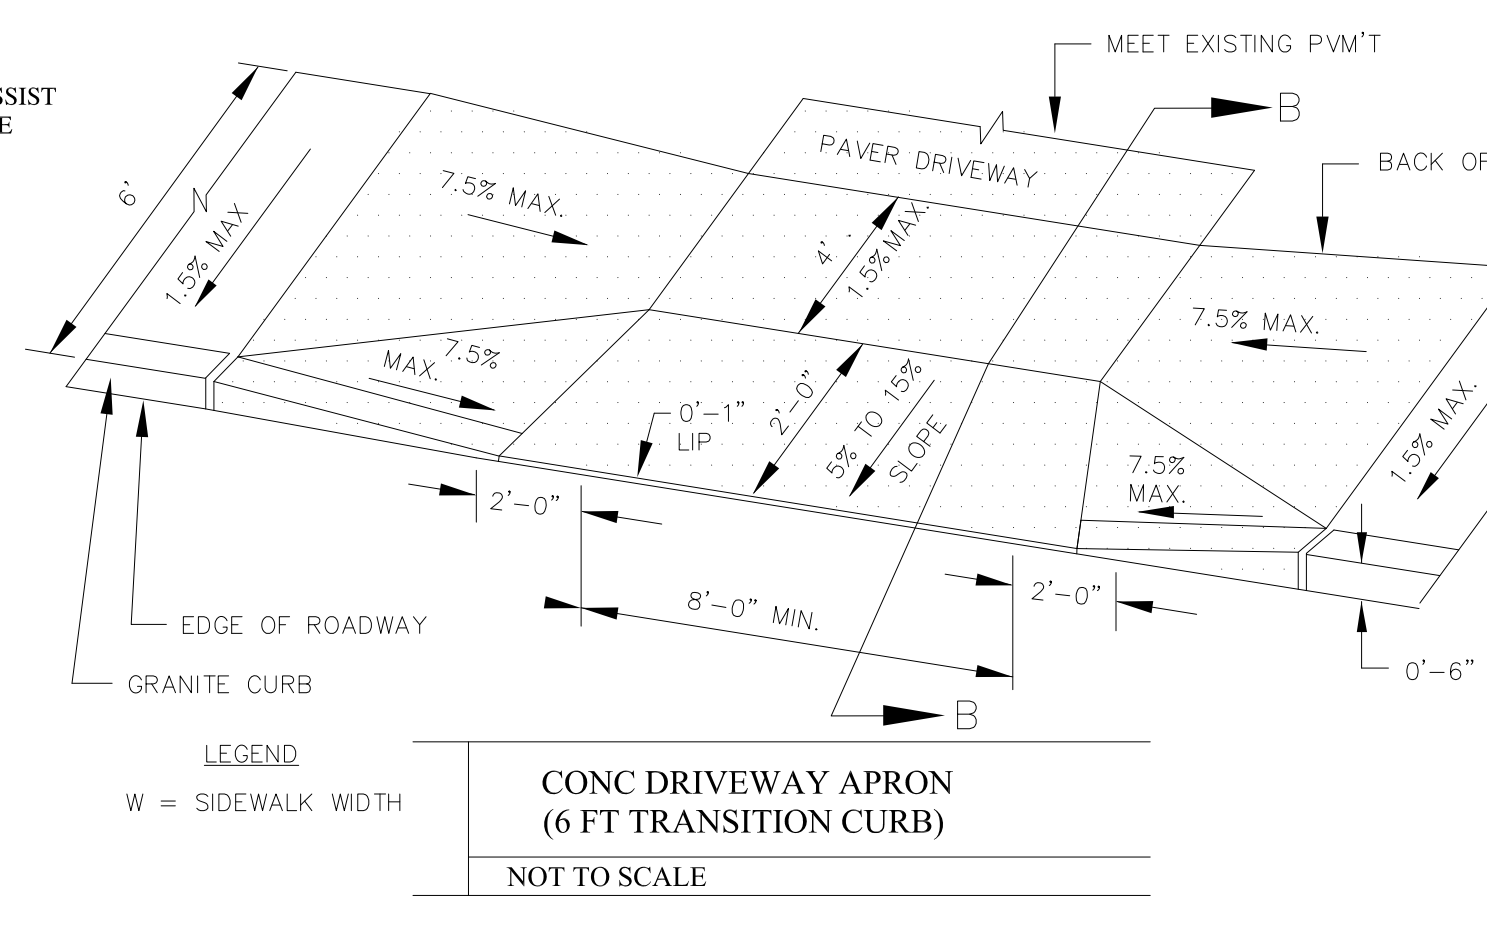 MEET EXISTING PVM'T
B
PAVER DRIVEWAY
BACK
6'
7.5% MAX.
1.5% MAX
4'
1.5% MAX.
7.5% MAX.
7.5%
MAX.
2'-0"
5% TO 15%
SLOPE
0'-1"
LIP
7.5%
MAX.
1.5% MAX.
2'-0"
2'-0"
8'-0" MIN.
EDGE OF ROADWAY
GRANITE CURB
0'-6"
B
LEGEND
W = SIDEWALK WIDTH
CONC DRIVEWAY APRON
(6 FT TRANSITION CURB)
NOT TO SCALE